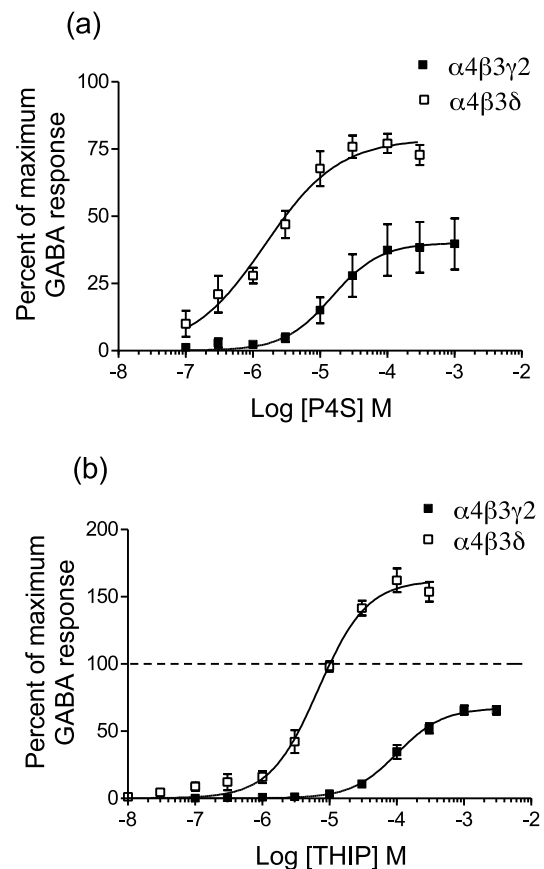 (a)
α4β3γ2
α4β3δ
100
75
50
25
0
Percent of maximum
GABA response
-8 -7 -6 -5 -4 -3 -2
Log [P4S] M
(b)
α4β3γ2
α4β3δ
200
150
100
50
0
Percent of maximum
GABA response
-8 -7 -6 -5 -4 -3 -2
Log [THIP] M